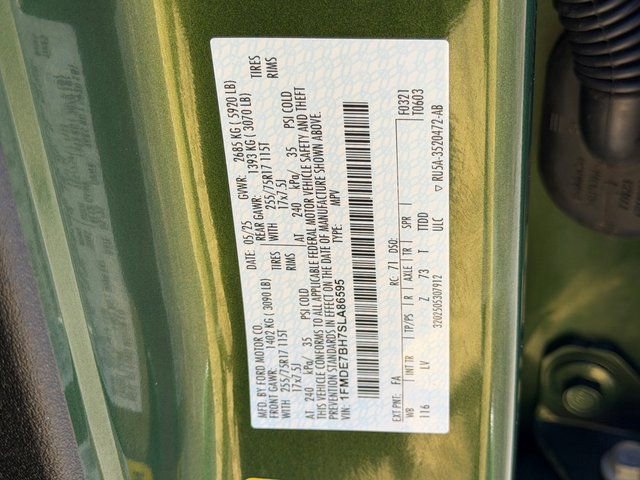 MFD. BY FORD MOTOR CO.
DATE: 05/25 GVWR: 2685 KG ( 5920 LB)
FRONT GAWR: 1402 KG ( 3090 LB) REAR GAWR: 1393 KG ( 3070 LB)
WITH 255/75R17 115T TIRES WITH 255/75R17 115T TIRES
17x7.5J RIMS 17x7.5J RIMS
AT 240 kPa/ 35 PSI COLD AT 240 kPa/ 35 PSI COLD
THIS VEHICLE CONFORMS TO ALL APPLICABLE FEDERAL MOTOR VEHICLE SAFETY AND THEFT
PREVENTION STANDARDS IN EFFECT ON THE DATE OF MANUFACTURE SHOWN ABOVE.
VIN: 1FMDE7BH7SLA86595 TYPE: MPV
EXT PNT: FA RC: 71 DSO: F0321
WB INT TR TP/PS R AXLE TR SPR T0603
116 LV Z 73 T TTDD
3202505307912 ULC ▽ RU5A-3520472-AB